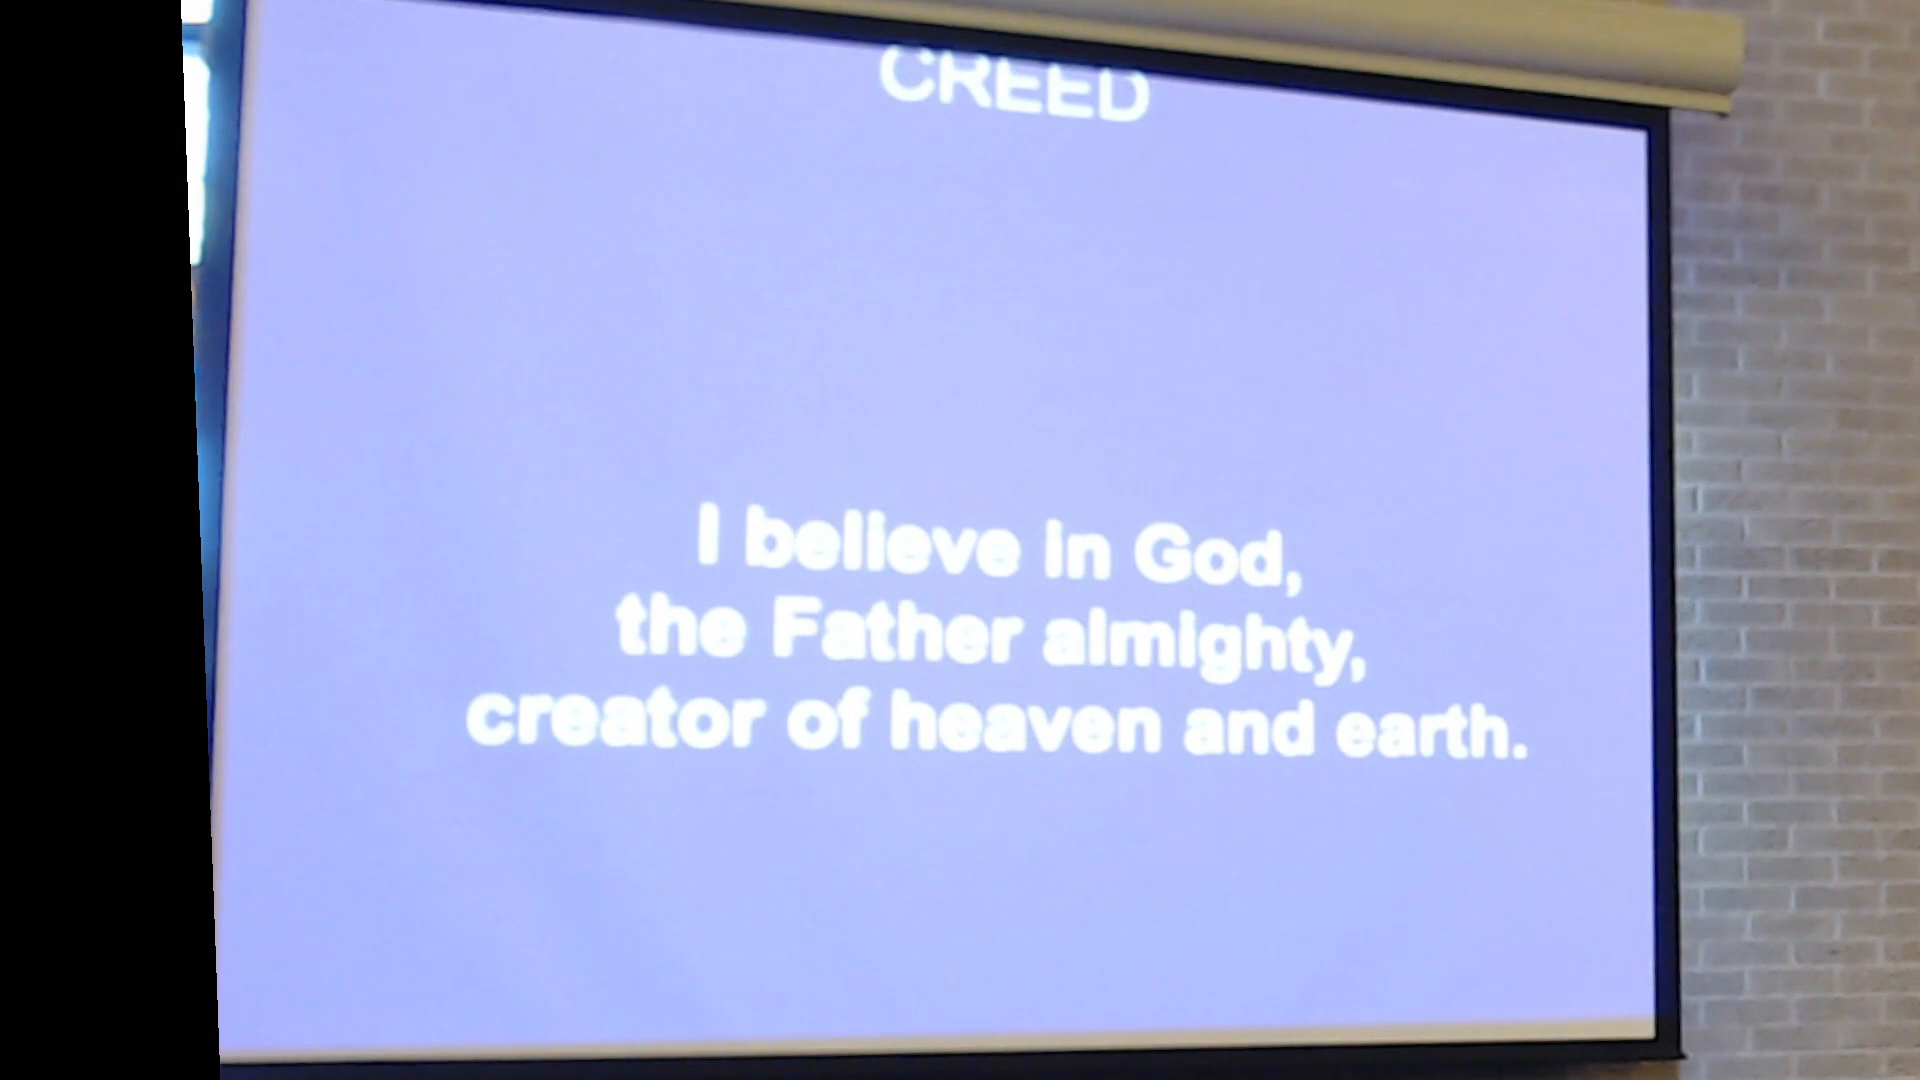 CREED
I believe in God,
the Father almighty,
creator of heaven and earth.